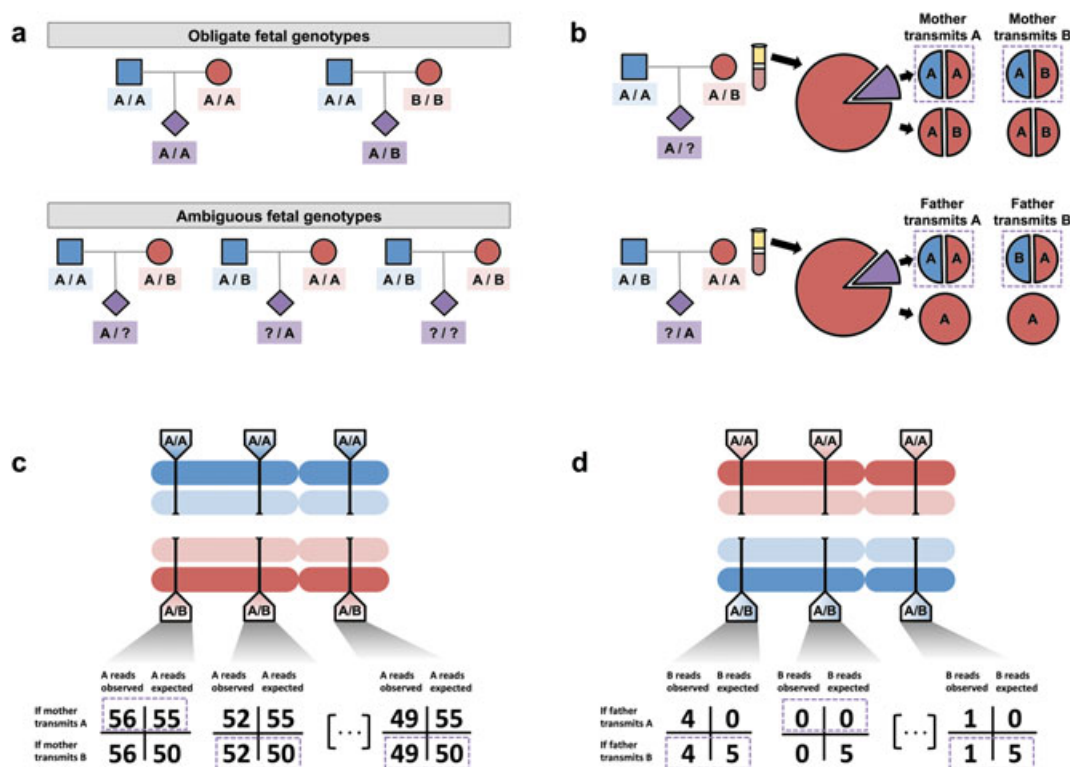 a
Obligate fetal genotypes
A / A A / A A / A B / B
A / A A / B
Ambiguous fetal genotypes
A / A A / B A / B A / A A / B A / B
A / ? ? / A ? / ?
b
Mother transmits A
Mother transmits B
A / A A / B
A / ?
A A A B
A B A B
Father transmits A
Father transmits B
A / B A / A
? / A
A A B A
A A
c
A/A A/A A/A
A/B A/B A/B
A reads observed A reads expected A reads observed A reads expected A reads observed A reads expected
If mother transmits A 56 55 52 55 [...] 49 55
If mother transmits B 56 50 52 50 49 50
d
A/A A/A A/A
A/B A/B A/B
B reads observed B reads expected B reads observed B reads expected B reads observed B reads expected
If father transmits A 4 0 0 0 [...] 1 0
If father transmits B 4 5 0 5 1 5